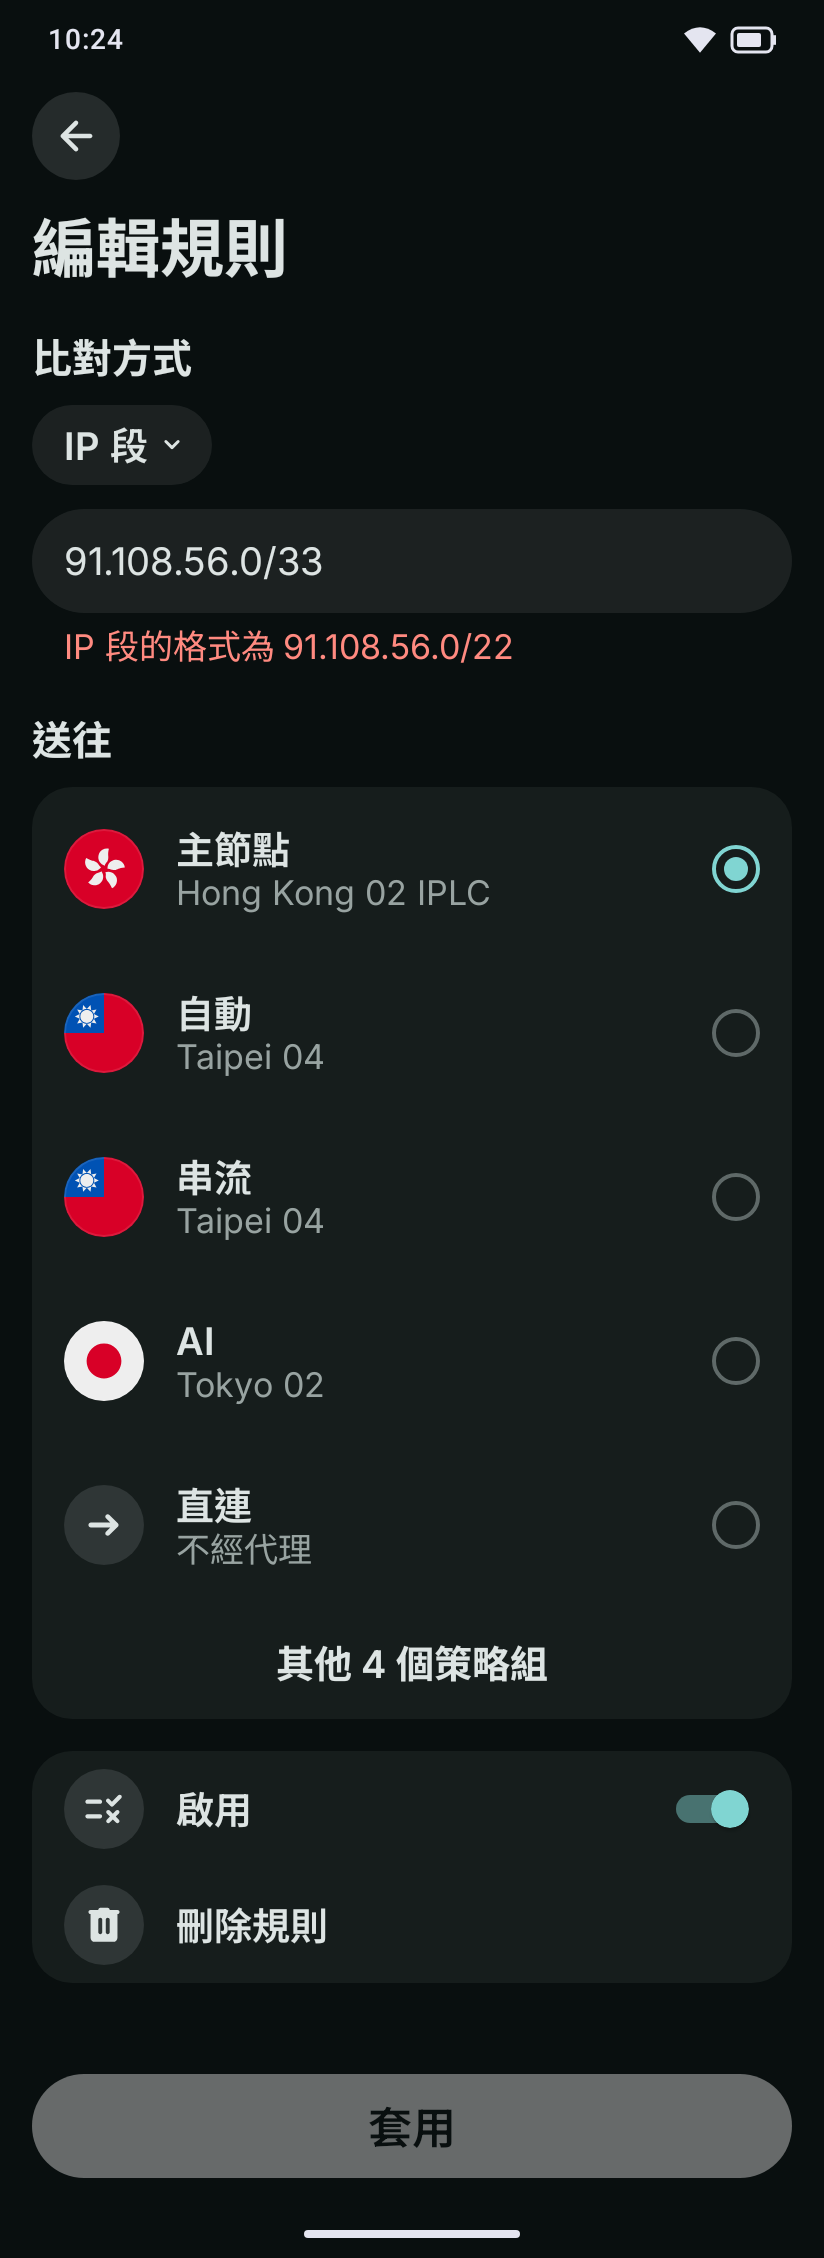 10:24
編輯規則
比對方式
IP 段
91.108.56.0/33
IP 段的格式為 91.108.56.0/22
送往
主節點
Hong Kong 02 IPLC
自動
Taipei 04
串流
Taipei 04
AI
Tokyo 02
直連
不經代理
其他 4 個策略組
啟用
刪除規則
套用